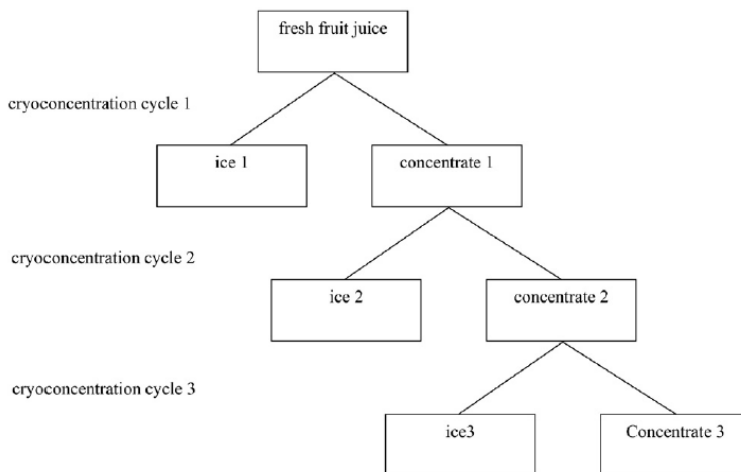 fresh fruit juice
cryoconcentration cycle 1
ice 1
concentrate 1
cryoconcentration cycle 2
ice 2
concentrate 2
cryoconcentration cycle 3
ice3
Concentrate 3